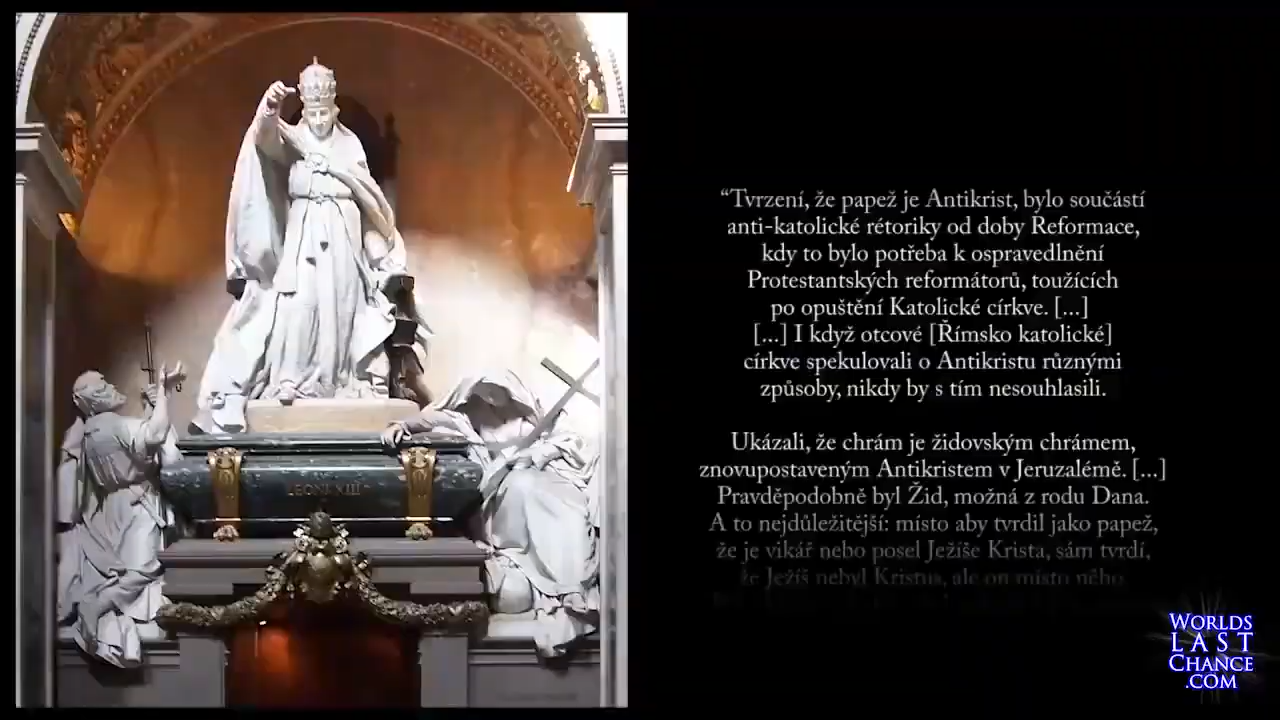 LEONI XIII
“Tvrzení, že papež je Antikrist, bylo součástí
anti-katolické rétoriky od doby Reformace,
kdy to bylo potřeba k ospravedlnění
Protestantských reformátorů, toužících
po opuštění Katolické církve. [...]
[...] I když otcové [Římsko katolické]
církve spekulovali o Antikristu různými
způsoby, nikdy by s tím nesouhlasili.
Ukázali, že chrám je židovským chrámem,
znovupostaveným Antikristem v Jeruzalémě. [...]
Pravděpodobně byl Žid, možná z rodu Dana.
A to nejdůležitější: místo aby tvrdil jako papež,
že je vikář nebo posel Ježíše Krista, sám tvrdí,
že Ježíš nebyl Kristus, ale on místo něho
WORLDS
LAST
CHANCE
.COM